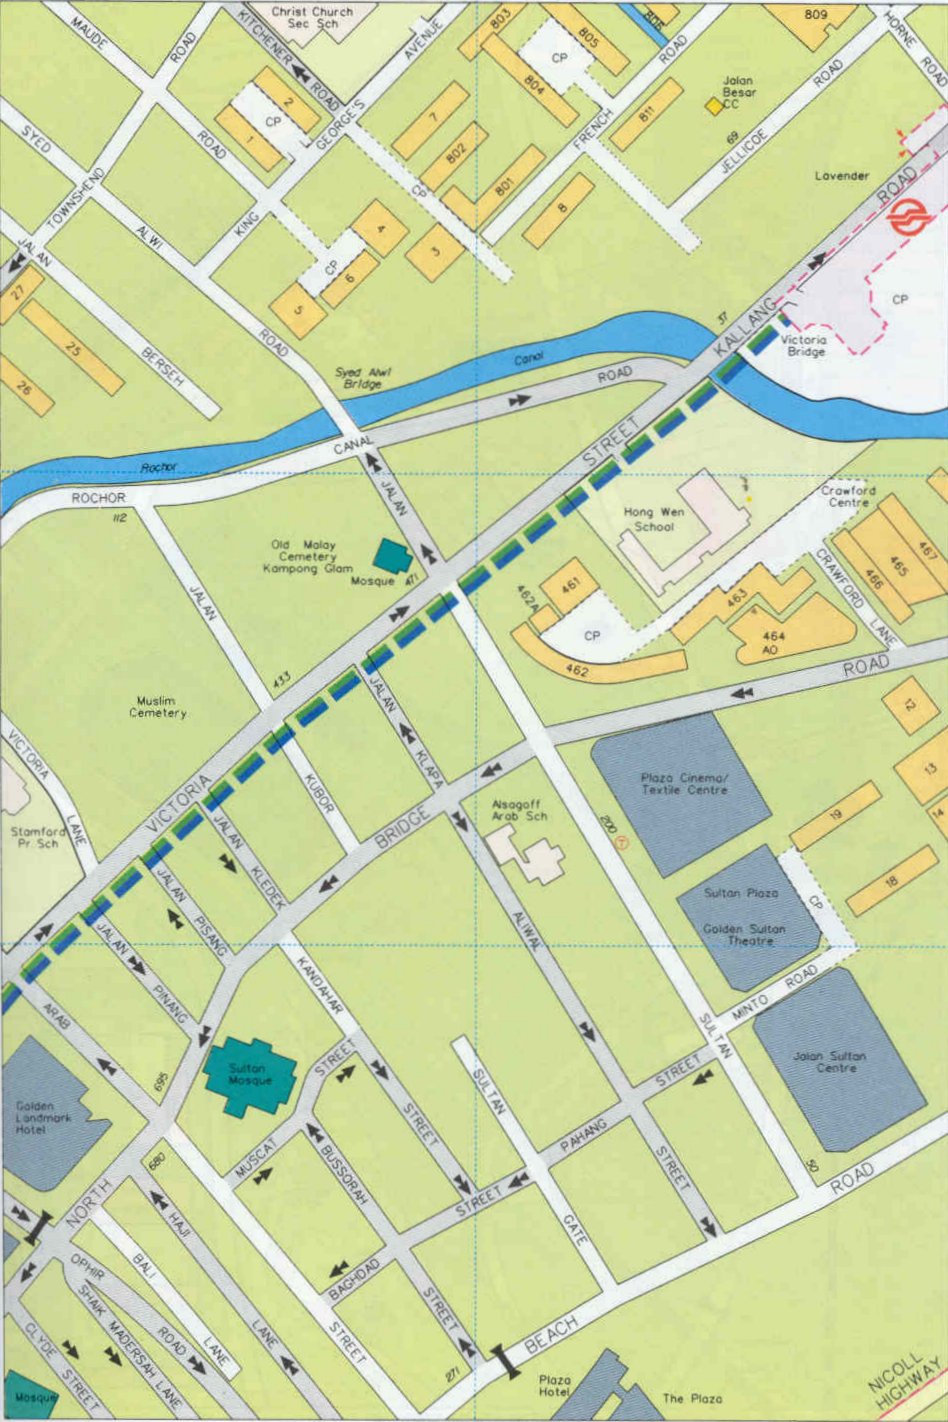 MAUDE
ROAD
KITCHENER ROAD
Christ Church
Sec Sch
AVENUE
803
805
806
809
THORNE ROAD
CP
804
ROAD
Jalan
Besar
CC
ROAD
2
1
CP
GEORGE'S
7
802
FRENCH
811
69
JELLICOE
SYED
ROAD
TOWNSHEND
CP
801
8
Lavender
ROAD
JALAN
ALWI
KING
4
CP
6
3
5
27
25
26
BERSEH
ROAD
37
KALLANG
CP
Victoria
Bridge
Syed Alwi
Bridge
Canal
ROAD
CANAL
STREET
Rochor
ROCHOR
112
JALAN
Hong Wen
School
Crawford
Centre
Old Malay
Cemetery
Kampong Glam
Mosque
471
JALAN
461
462A
CP
462
463
464
AO
CRAWFORD LANE
466
465
467
433
Muslim
Cemetery
JALAN
KLAPA
ROAD
12
VICTORIA
LANE
VICTORIA
KUBOR
BRIDGE
Plaza Cinema/
Textile Centre
13
14
Stamford
Pr. Sch
JALAN
KLEDEK
Alsagoff
Arab Sch
200
T
19
18
JALAN
PISANG
Sultan Plaza
CP
Golden Sultan
Theatre
JALAN
PINANG
ALIWAL
KANDAHAR
ARAB
MINTO ROAD
SULTAN
Sultan
Mosque
STREET
SULTAN
STREET
Jalan Sultan
Centre
695
Golden
Landmark
Hotel
STREET
PAHANG
680
MUSCAT
BUSSORAH
STREET
50
ROAD
NORTH
HAJI
STREET
GATE
OPHIR
BALI
BAGHDAD
SHAIK MADERSAH LANE
ROAD
LANE
LANE
STREET
STREET
BEACH
CLYDE STREET
271
Mosque
Plaza
Hotel
The Plaza
NICOLL
HIGHWAY